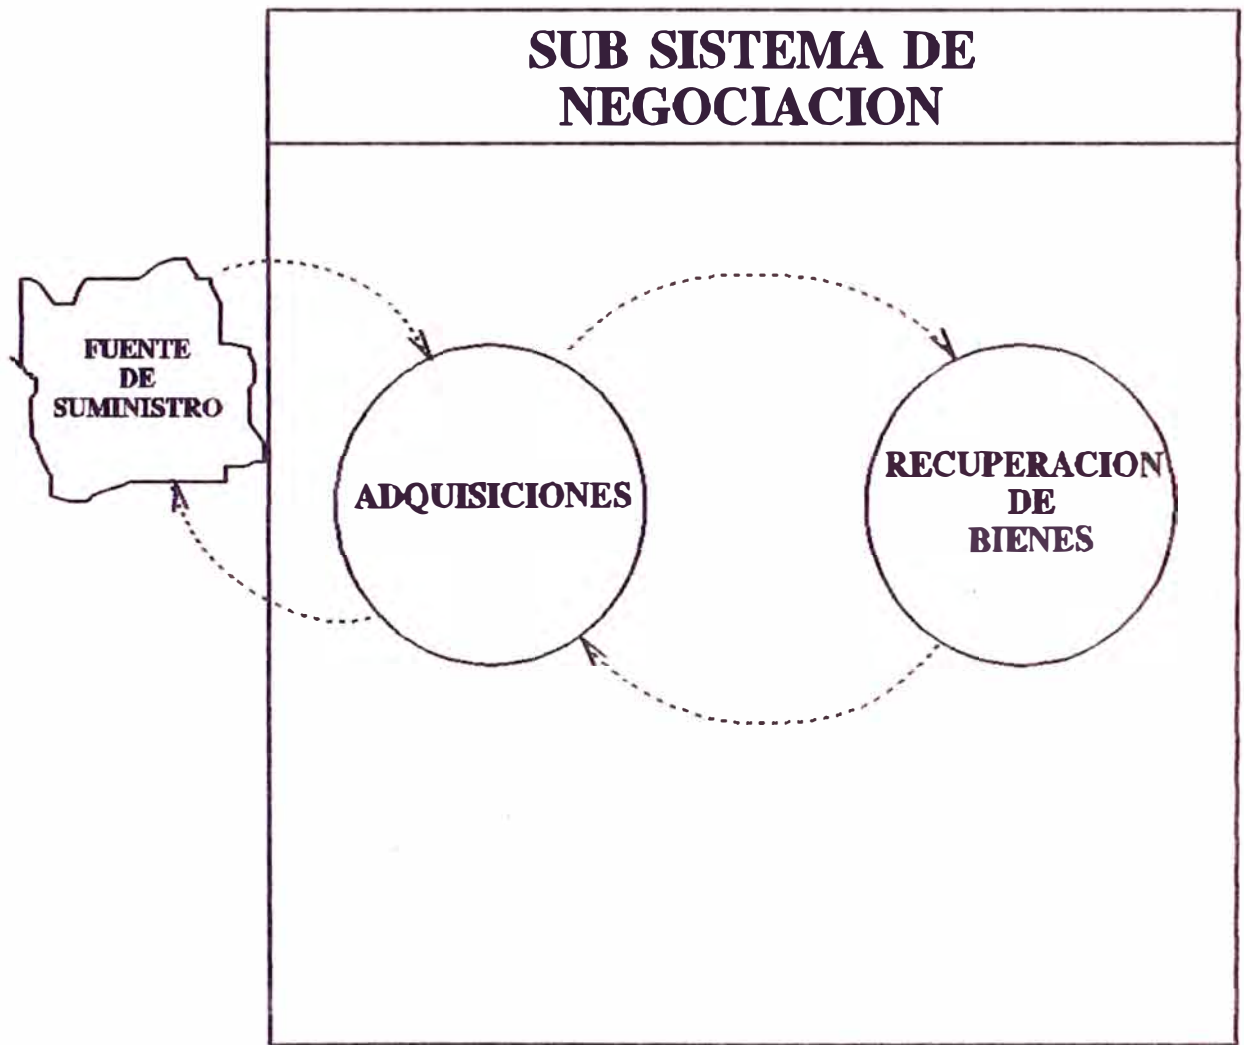 SUB SISTEMA DE
NEGOCIACION
FUENTE
DE
SUMINISTRO
ADQUISICIONES
RECUPERACION
DE
BIENES